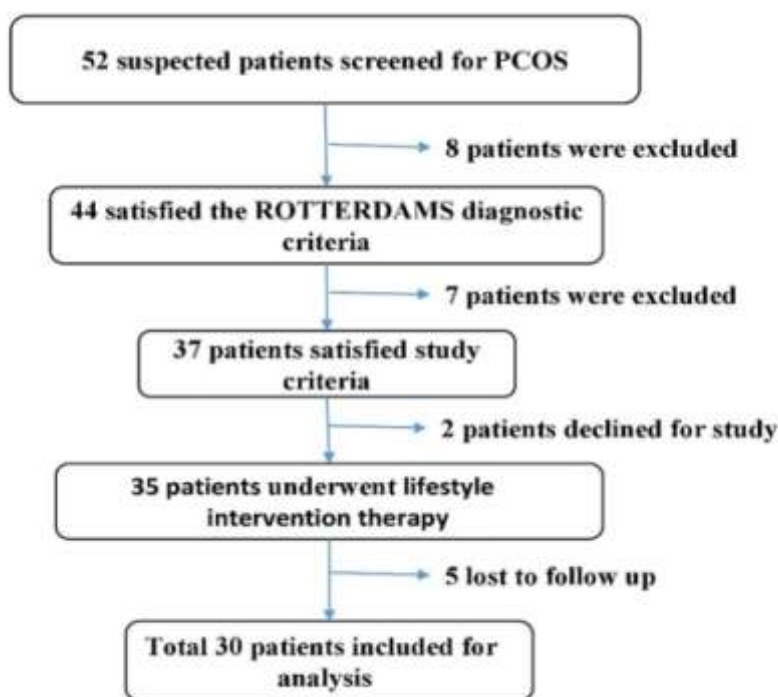 52 suspected patients screened for PCOS
8 patients were excluded
44 satisfied the ROTTERDAMS diagnostic
criteria
7 patients were excluded
37 patients satisfied study
criteria
2 patients declined for study
35 patients underwent lifestyle
intervention therapy
5 lost to follow up
Total 30 patients included for
analysis